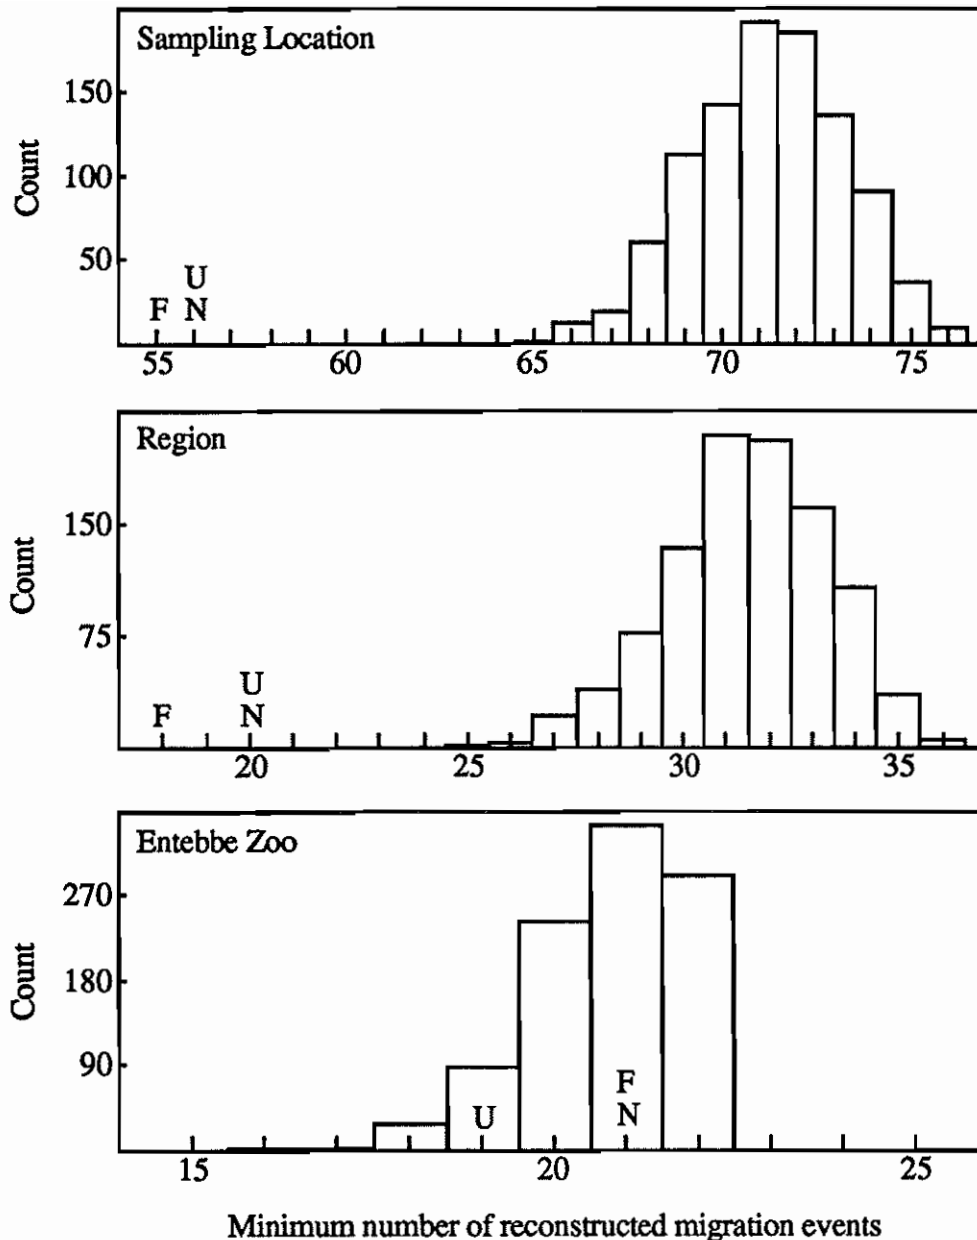 Sampling Location
150
100
50
Count
U
F N
55 60 65 70 75
Region
150
75
Count
U
F N
20 25 30 35
Entebbe Zoo
270
180
90
Count
F
U N
15 20 25
Minimum number of reconstructed migration events